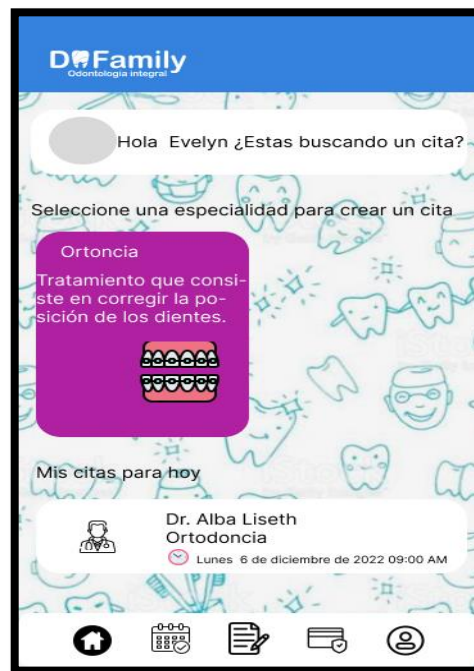 D Family
Odontologia integral
Hola Evelyn ¿Estas buscando un cita?
Seleccione una especialidad para crear un cita
Ortoncia
Tratamiento que consi-
ste en corregir la po-
sición de los dientes.
Mis citas para hoy
Dr. Alba Liseth
Ortodoncia
Lunes 6 de diciembre de 2022 09:00 AM